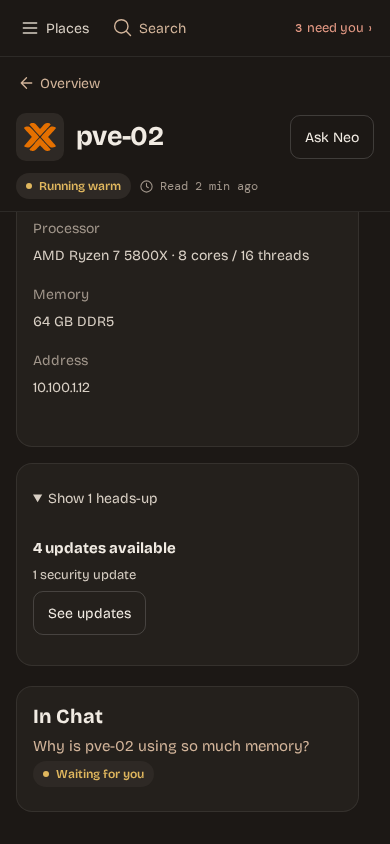 Places
Search
3 need you ›
Overview
pve-02
Ask Neo
Running warm
Read 2 min ago
Processor
AMD Ryzen 7 5800X · 8 cores / 16 threads
Memory
64 GB DDR5
Address
10.100.1.12
Show 1 heads-up
4 updates available
1 security update
See updates
In Chat
Why is pve-02 using so much memory?
Waiting for you